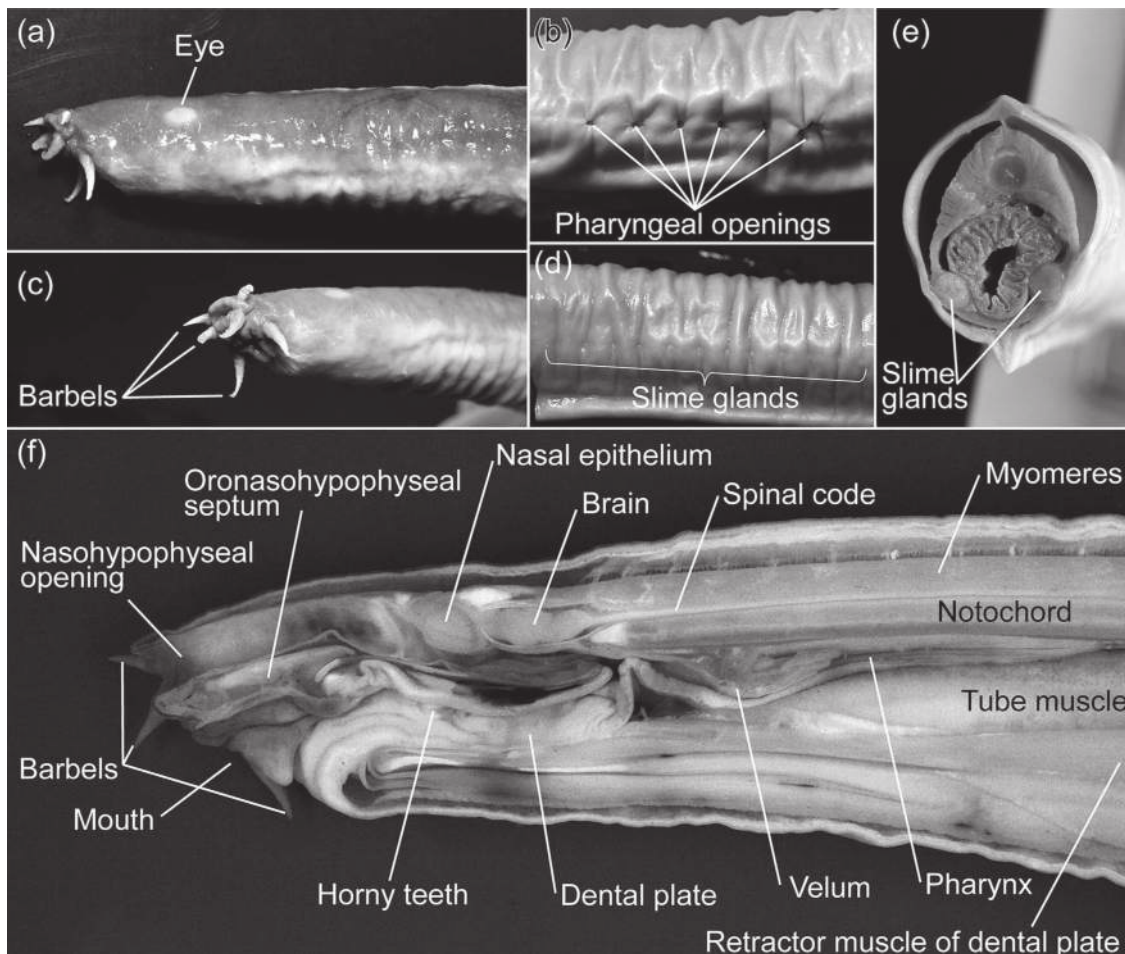 (a)
Eye
(b)
Pharyngeal openings
(c)
Barbels
(d)
Slime glands
(e)
Slime
glands
(f)
Nasal epithelium
Oronasohypophyseal
septum
Brain
Spinal code
Myomeres
Nasohypophyseal
opening
Notochord
Tube muscle
Barbels
Mouth
Horny teeth
Dental plate
Velum
Pharynx
Retractor muscle of dental plate